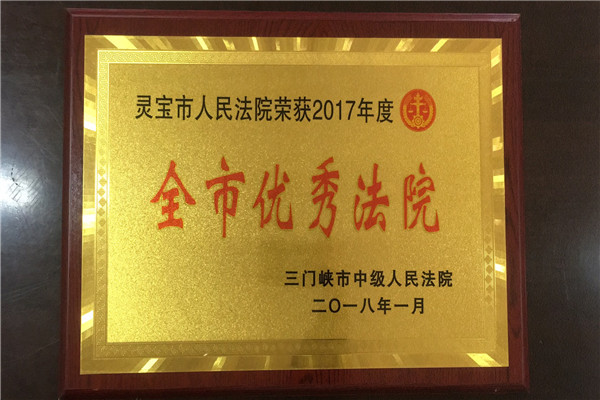 灵宝市人民法院荣获2017年度
全市优秀法院
三门峡市中级人民法院
二〇一八年一月